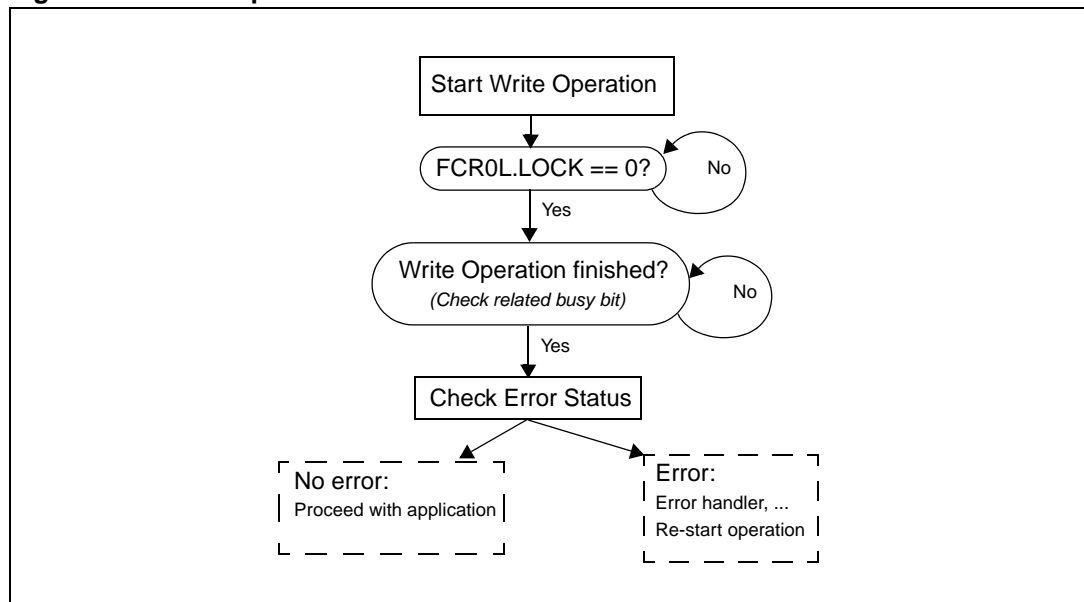 Start Write Operation
FCR0L.LOCK == 0?
No
Yes
Write Operation finished?
(Check related busy bit)
No
Yes
Check Error Status
No error:
Proceed with application
Error:
Error handler, ...
Re-start operation